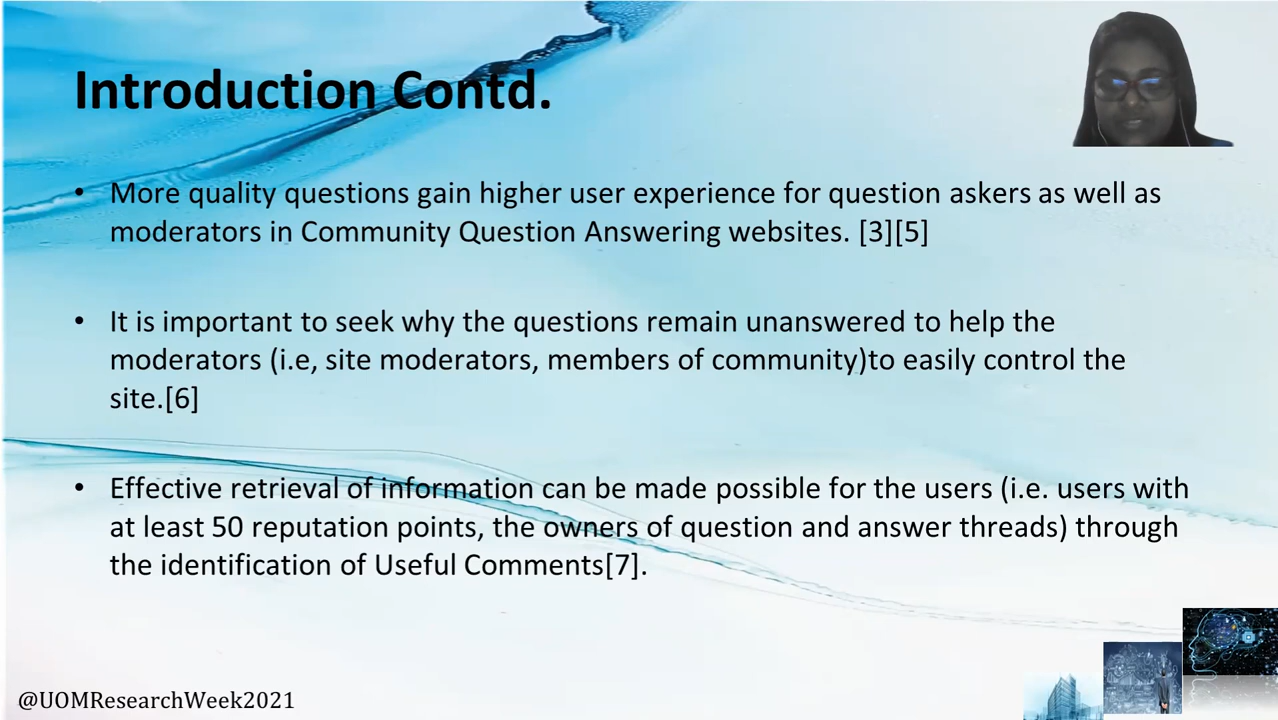 Introduction Contd.
• More quality questions gain higher user experience for question askers as well as
moderators in Community Question Answering websites. [3][5]
• It is important to seek why the questions remain unanswered to help the
moderators (i.e, site moderators, members of community)to easily control the
site.[6]
• Effective retrieval of information can be made possible for the users (i.e. users with
at least 50 reputation points, the owners of question and answer threads) through
the identification of Useful Comments[7].
@UOMResearchWeek2021